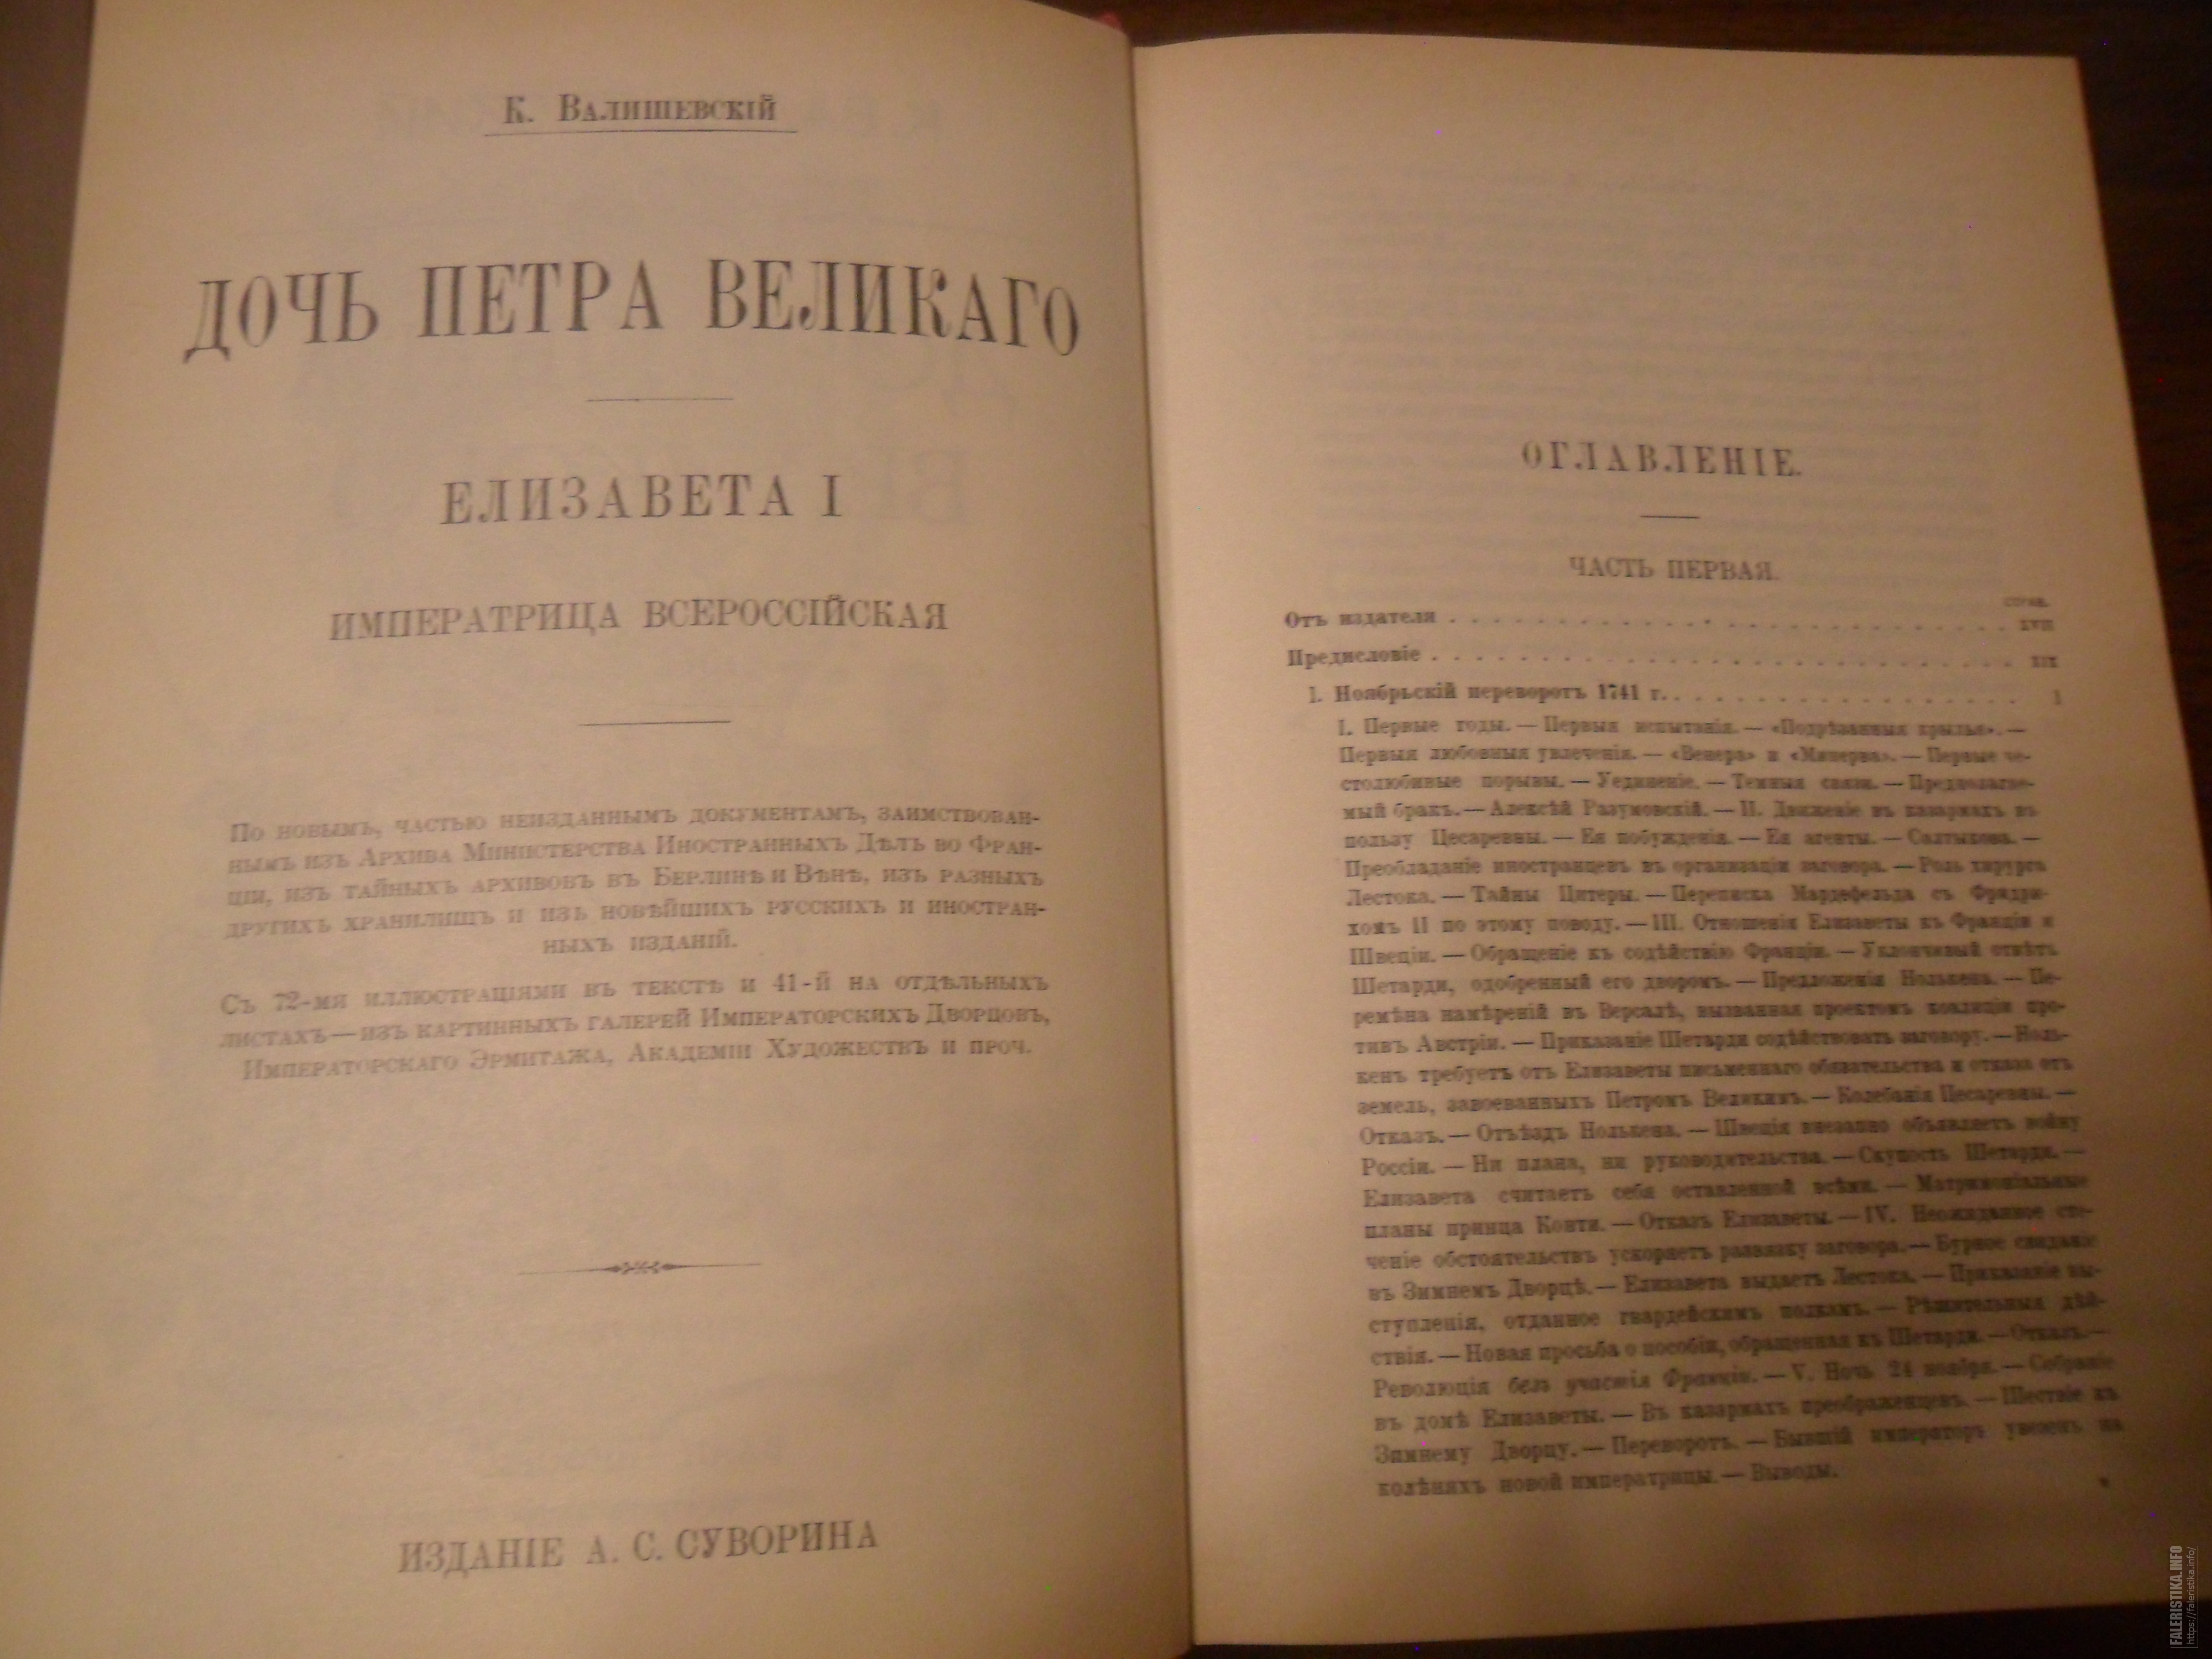 К. Валишевскій
ДОЧЬ ПЕТРА ВЕЛИКАГО
ЕЛИЗАВЕТА I
ИМПЕРАТРИЦА ВСЕРОССІЙСКАЯ
По новымъ, частью неизданнымъ документамъ, заимствован-
нымъ изъ Архива Министерства Иностранныхъ Дѣлъ во Фран-
ціи, изъ тайныхъ архивовъ въ Берлинѣ и Вѣнѣ, изъ разныхъ
другихъ хранилищъ и изъ новѣйшихъ русскихъ и иностран-
ныхъ изданій.
Съ 72-мя иллюстраціями въ текстѣ и 41-й на отдѣльныхъ
листахъ—изъ картинныхъ галерей Императорскихъ Дворцовъ,
Императорскаго Эрмитажа, Академіи Художествъ и проч.
ИЗДАНІЕ А. С. СУВОРИНА
ОГЛАВЛЕНІЕ.
ЧАСТЬ ПЕРВАЯ.
СТРАН.
Отъ издателя . . . . . . . . . . . . . . . . . . . . XVII
Предисловіе . . . . . . . . . . . . . . . . . . . . XIX
I. Ноябрьскій переворотъ 1741 г. . . . . . . . . . . . . . 1
I. Первые годы. — Первыя испытанія. — «Подрѣзанныя крылья». —
Первыя любовныя увлеченія. — «Венера» и «Минерва». — Первые че-
столюбивые порывы. — Уединеніе. — Темныя связи. — Предполагае-
мый бракъ. — Алексѣй Разумовскій. — II. Движеніе въ казармахъ въ
пользу Цесаревны. — Ея побужденія. — Ея агенты. — Салтыкова. —
Преобладаніе иностранцевъ въ организаціи заговора. — Роль хирурга
Лестока. — Тайны Цитеры. — Переписка Мардефельда съ Фридри-
хомъ II по этому поводу. — III. Отношенія Елизаветы къ Франціи и
Швеціи. — Обращеніе къ содѣйствію Франціи. — Уклончивый отвѣтъ
Шетарди, одобренный его дворомъ. — Предложенія Нолькена. — Пе-
ремѣна намѣреній въ Версалѣ, вызванная проектомъ коалиціи про-
тивъ Австріи. — Приказаніе Шетарди содѣйствовать заговору. — Ноль-
кенъ требуетъ отъ Елизаветы письменнаго обязательства и отказа отъ
земель, завоеванныхъ Петромъ Великимъ. — Колебанія Цесаревны. —
Отказъ. — Отъѣздъ Нолькена. — Швеція внезапно объявляетъ войну
Россіи. — Ни плана, ни руководительства. — Скупость Шетарди. —
Елизавета считаетъ себя оставленной всѣми. — Матримоніальные
планы принца Конти. — Отказъ Елизаветы. — IV. Неожиданное сте-
ченіе обстоятельствъ ускоряетъ развязку заговора. — Бурное свиданіе
въ Зимнемъ Дворцѣ. — Елизавета выдаетъ Лестока. — Приказаніе вы-
ступленія, отданное гвардейскимъ полкамъ. — Рѣшительныя дѣй-
ствія. — Новая просьба о пособіи, обращенная къ Шетарди. — Отказъ. —
Революція безъ участія Франціи. — V. Ночь 24 ноября. — Собраніе
въ домѣ Елизаветы. — Въ казармахъ преображенцевъ. — Шествіе къ
Зимнему Дворцу. — Переворотъ. — Бывшій императоръ увезенъ на
колѣняхъ новой императрицы. — Выводы.
FALERISTIKA.INFO
https://faleristika.info/